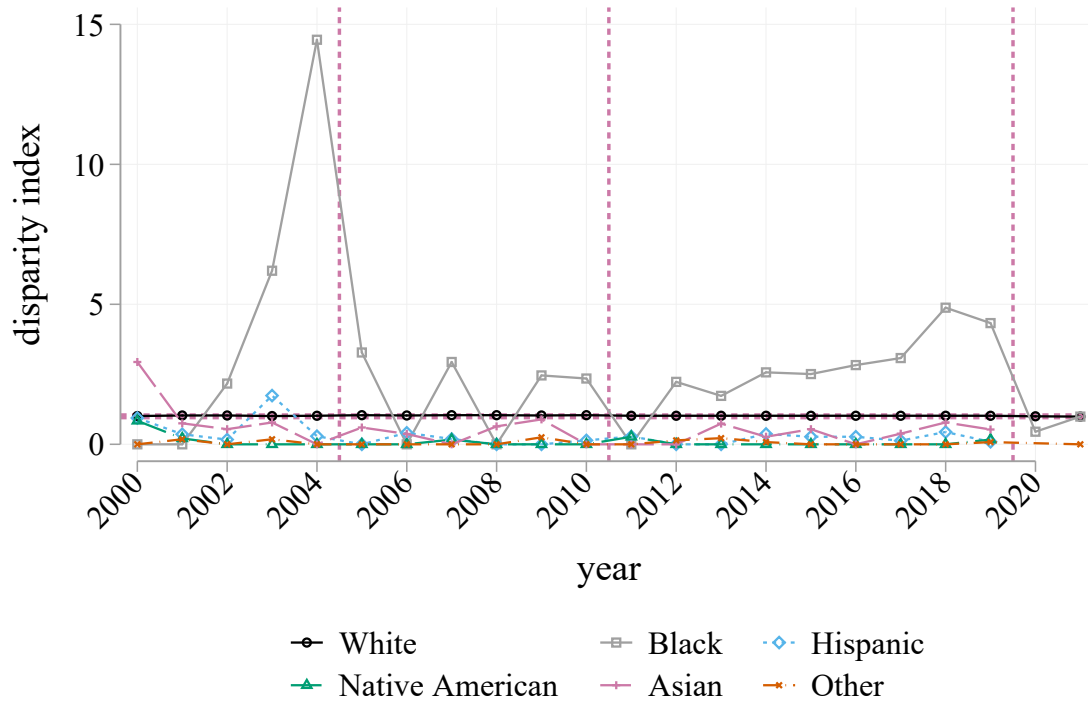 15
10
5
0
disparity index
2000 2002 2004 2006 2008 2010 2012 2014 2016 2018 2020
year
White Black Hispanic
Native American Asian Other